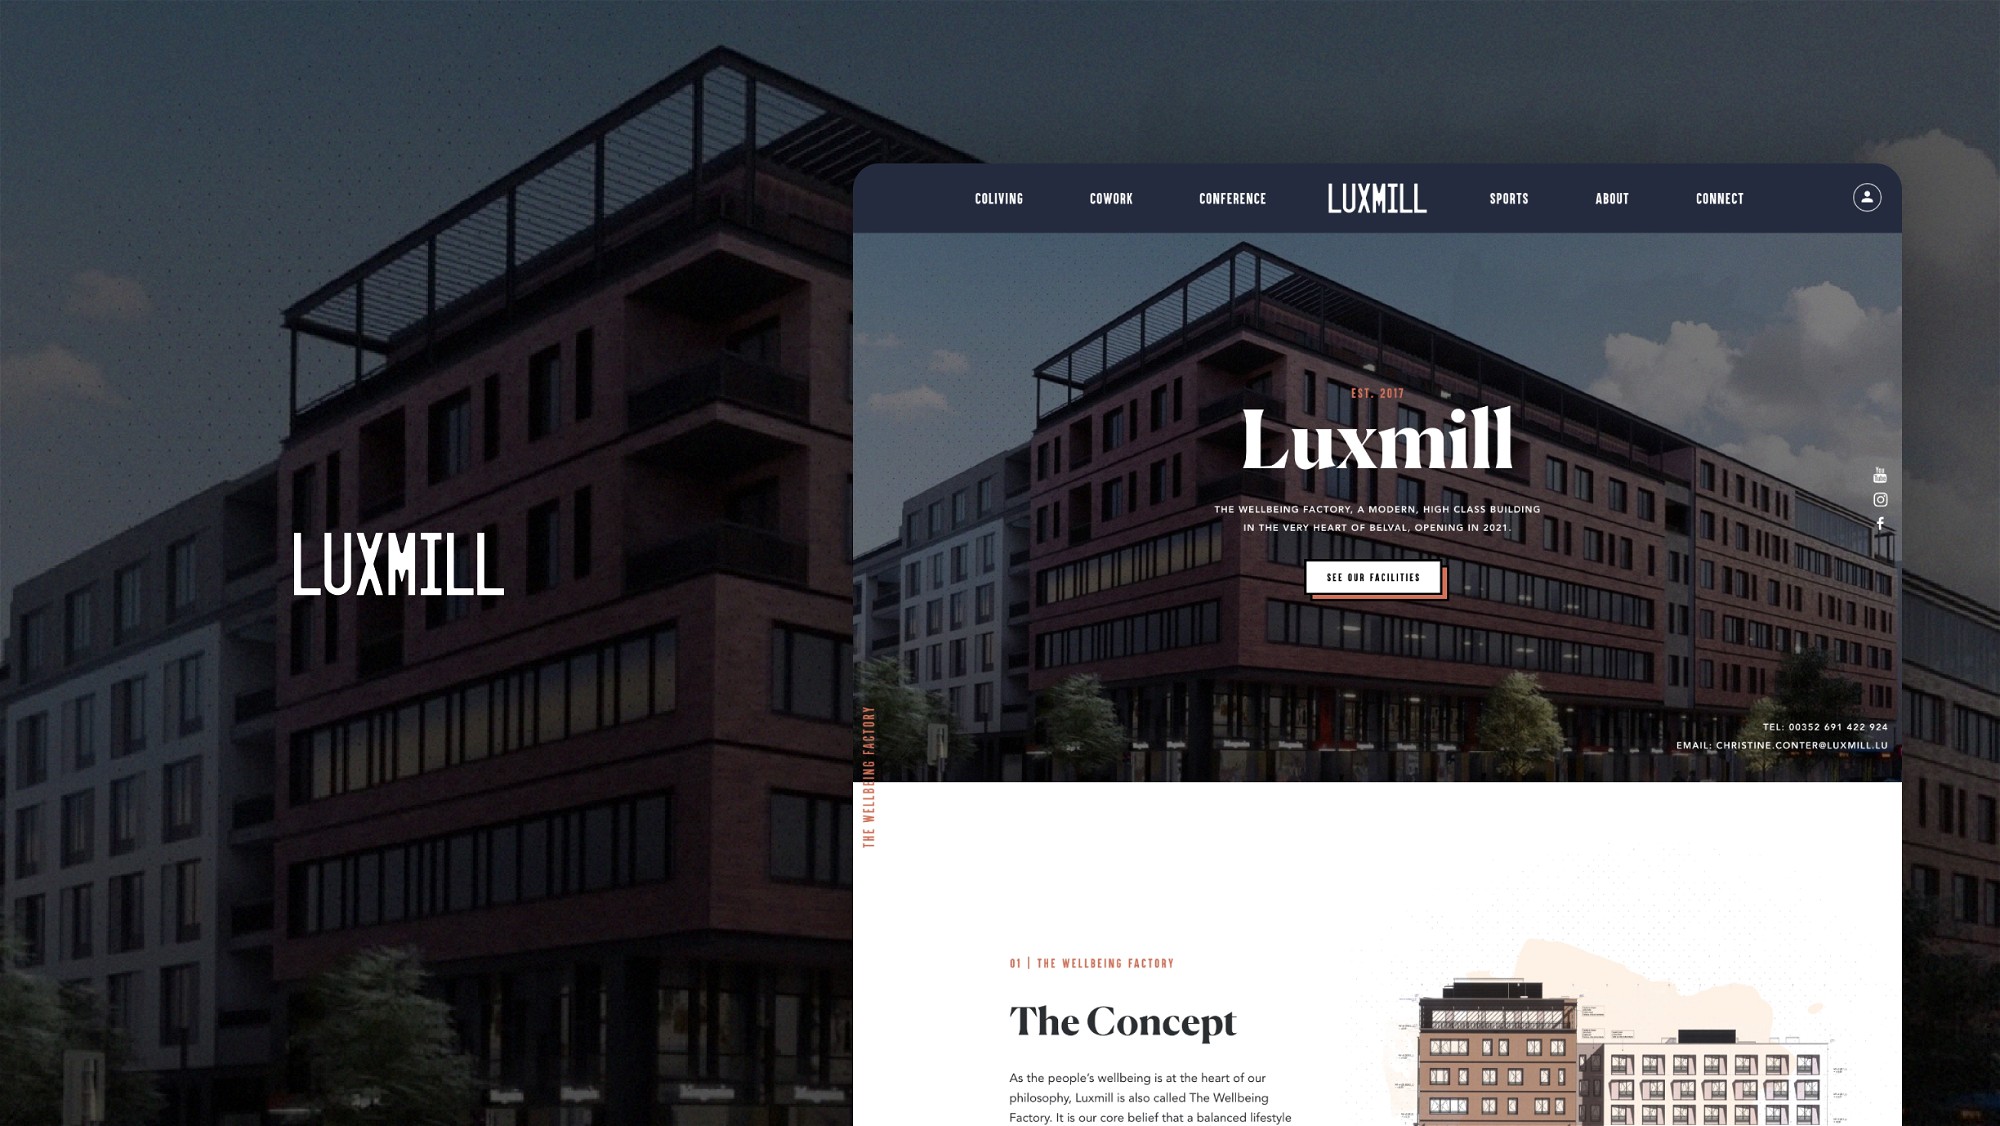 LUXMILL
COLIVING
COWORK
CONFERENCE
LUXMILL
SPORTS
ABOUT
CONNECT
EST. 2017
Luxmill
THE WELLBEING FACTORY, A MODERN, HIGH CLASS BUILDING
IN THE VERY HEART OF BELVAL, OPENING IN 2021.
SEE OUR FACILITIES
You
Tube
TEL: 00352 691 422 924
EMAIL: CHRISTINE.CONTER@LUXMILL.LU
THE WELLBEING FACTORY
01 | THE WELLBEING FACTORY
The Concept
As the people's wellbeing is at the heart of our
philosophy, Luxmill is also called The Wellbeing
Factory. It is our core belief that a balanced lifestyle